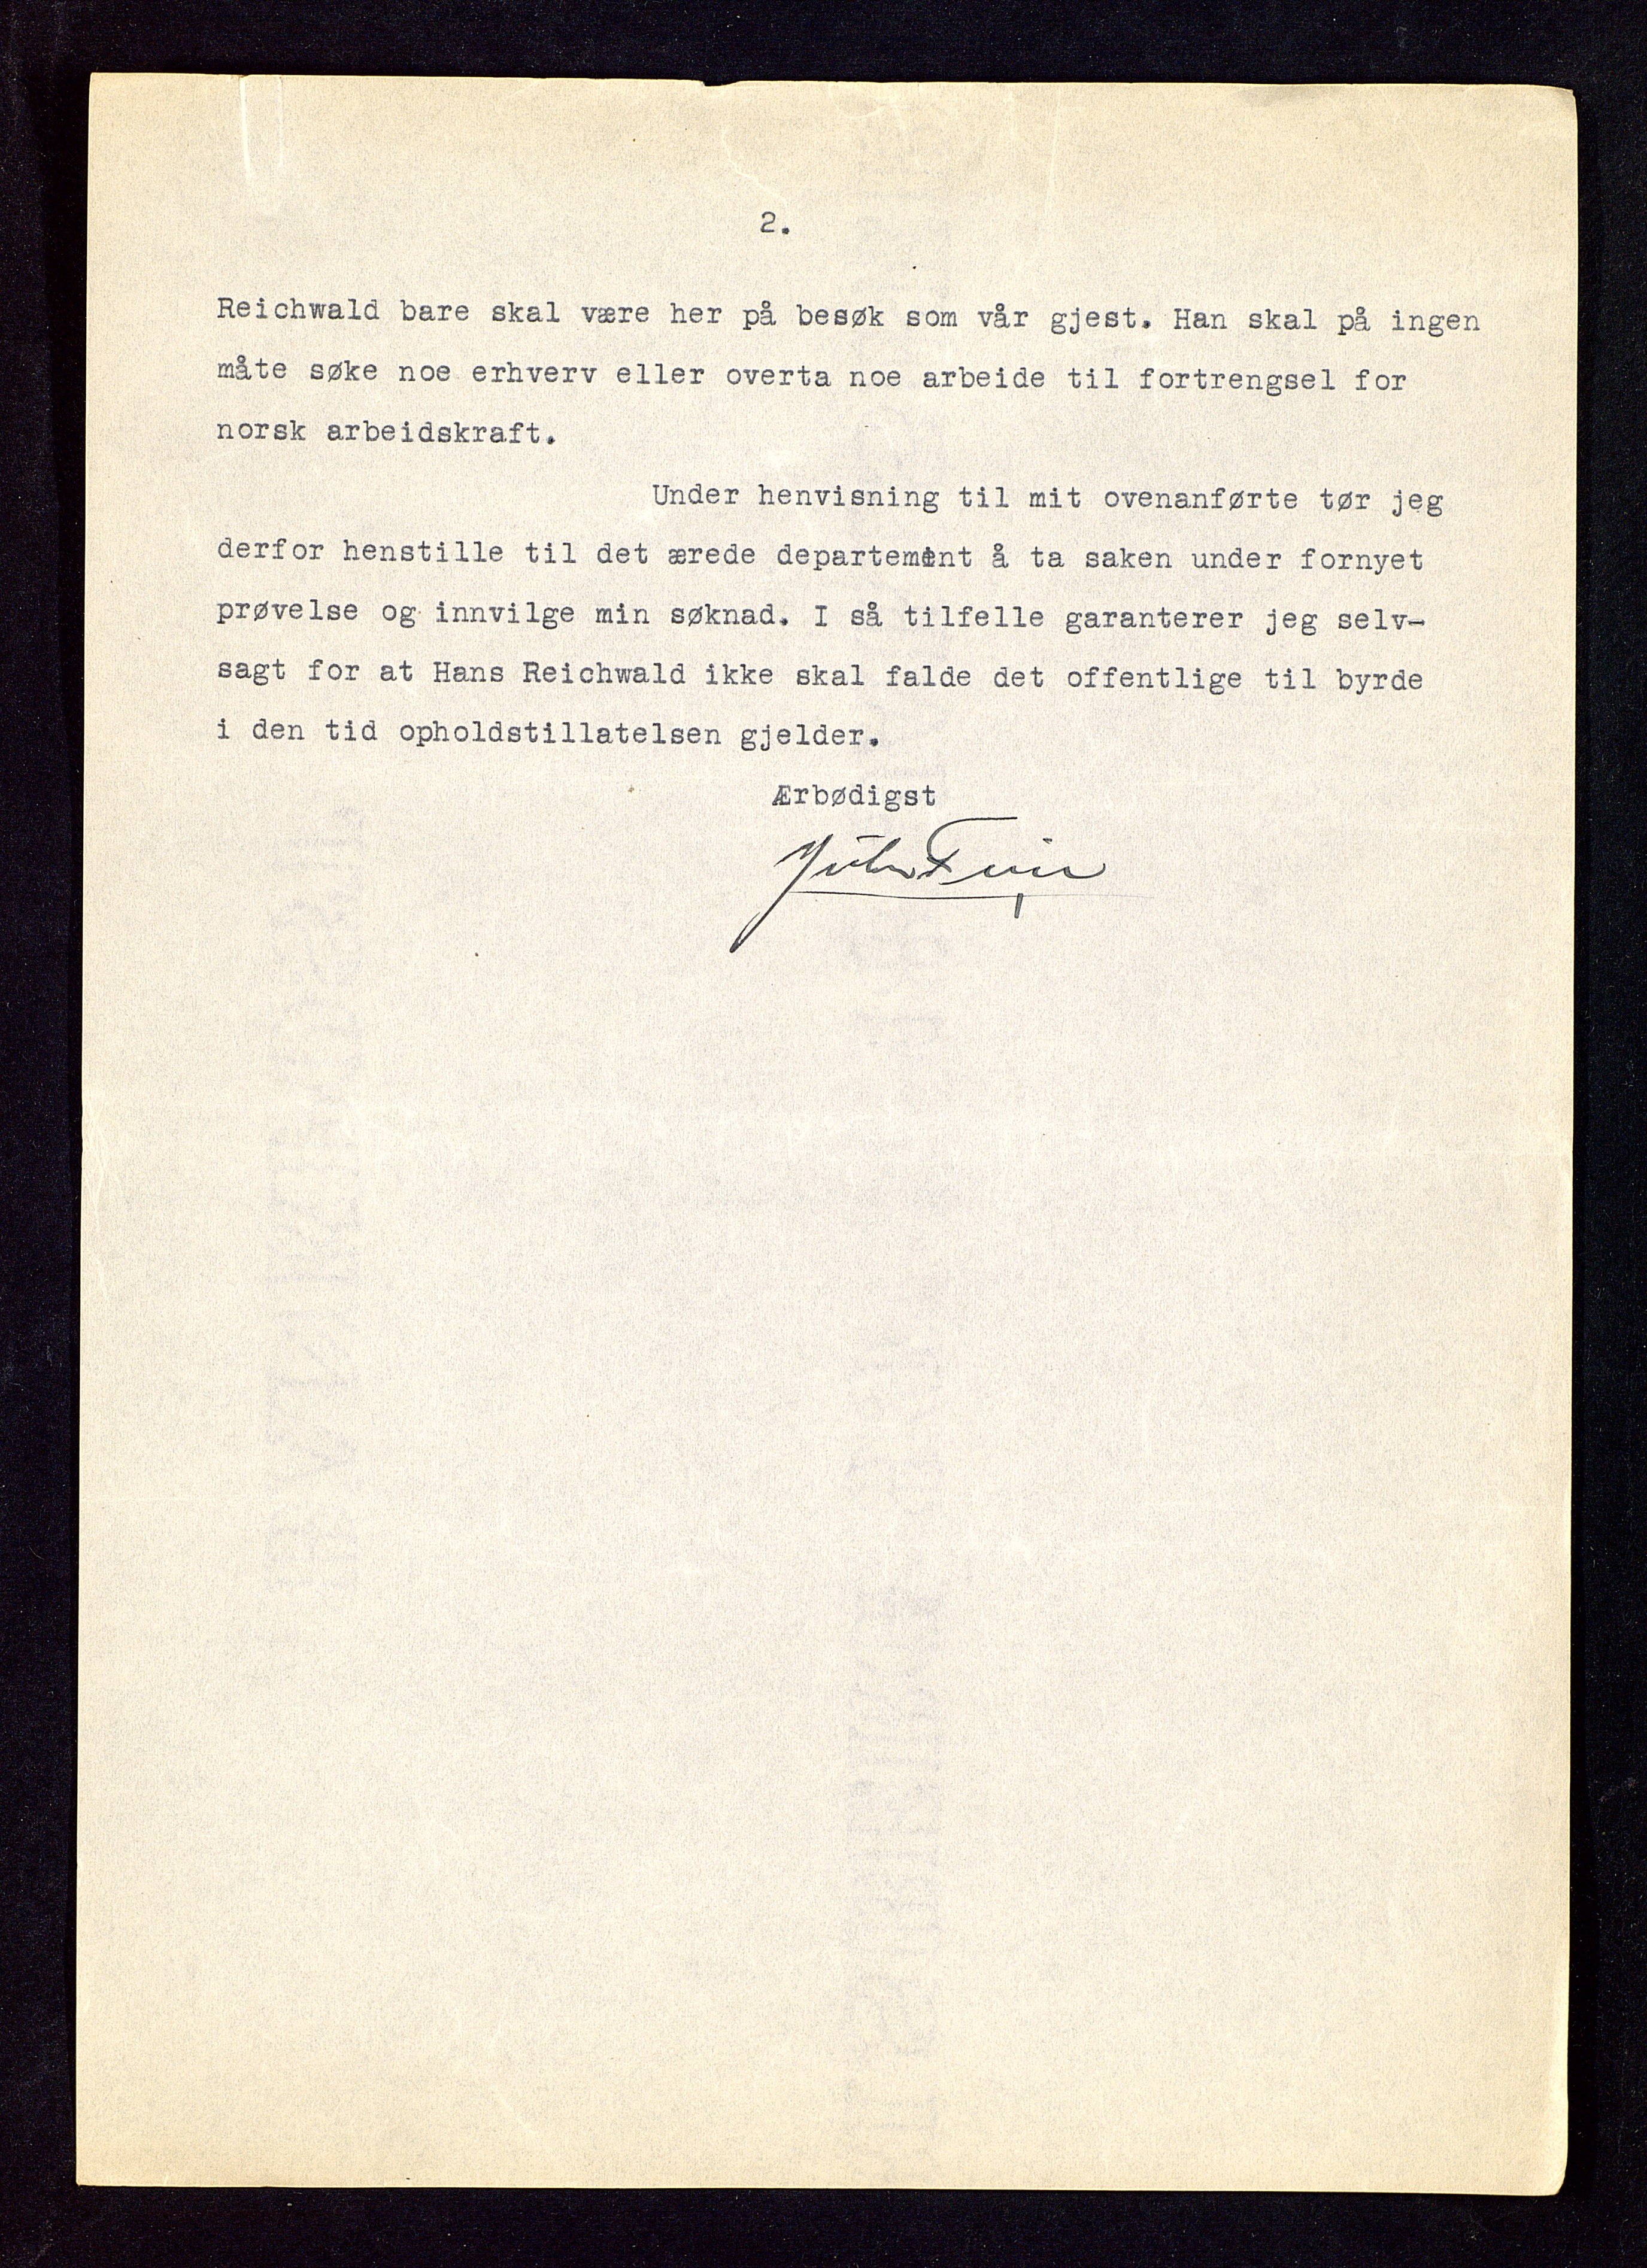 2.
Reichwald bare skal være her på besøk som vår gjest. Han skal på ingen
måte søke noe erhverv eller overta noe arbeide til fortrengsel for
norsk arbeidskraft.
Under henvisning til mit ovenanførte tør jeg
derfor henstille til det ærede departement å ta saken under fornyet
prøvelse og innvilge min søknad. I så tilfelle garanterer jeg selv-
sagt for at Hans Reichwald ikke skal falde det offentlige til byrde
i den tid opholdstillatelsen gjelder.
Ærbødigst